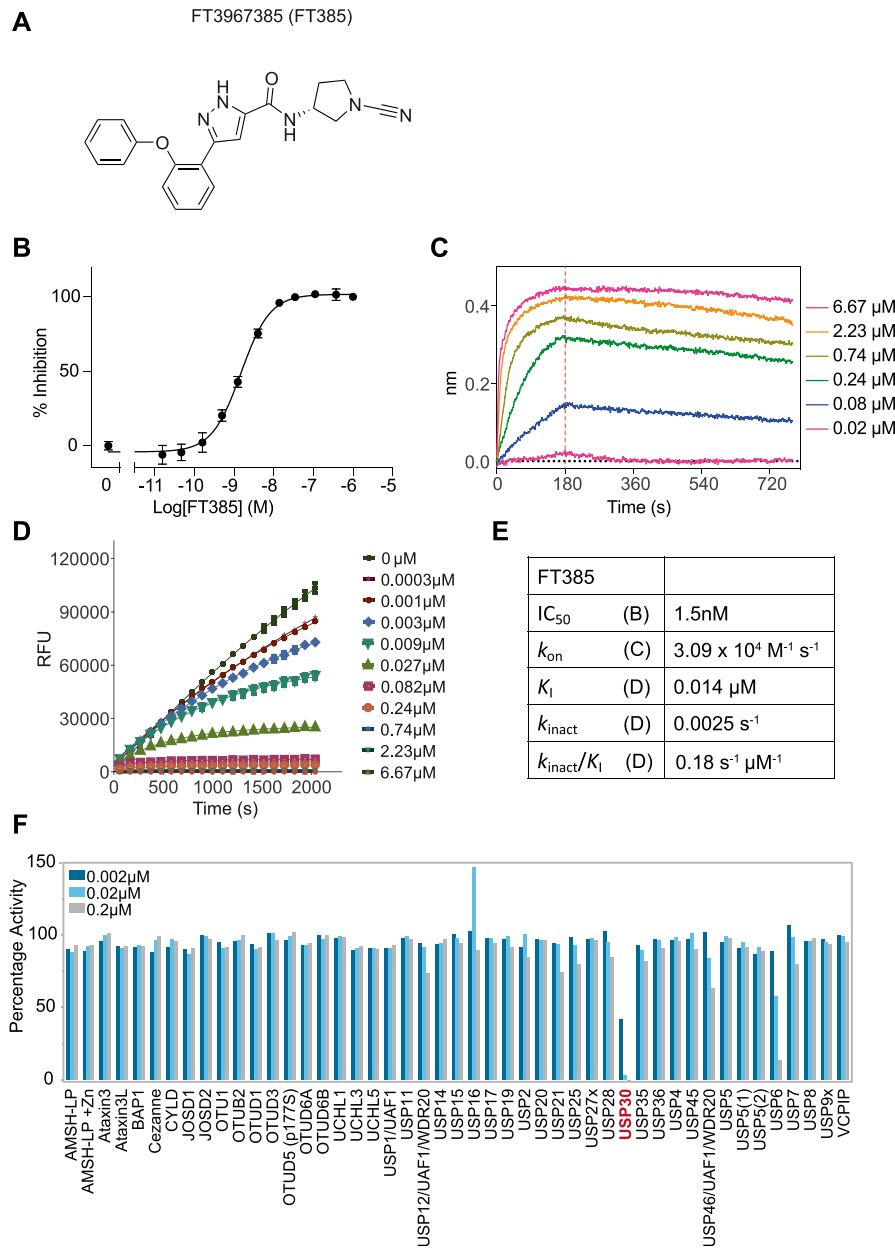 A
FT3967385 (FT385)
H
N
N
O
N
H
N
N
O
B
% Inhibition
100
50
0
0 -11 -10 -9 -8 -7 -6 -5
Log[FT385] (M)
C
nm
0.4
0.2
0.0
0 180 360 540 720
Time (s)
6.67 µM
2.23 µM
0.74 µM
0.24 µM
0.08 µM
0.02 µM
D
RFU
120000
90000
60000
30000
0
0 500 1000 1500 2000
Time (s)
0 µM
0.0003µM
0.001µM
0.003µM
0.009µM
0.027µM
0.082µM
0.24µM
0.74µM
2.23µM
6.67µM
E
FT385
IC50 (B) 1.5nM
kon (C) 3.09 x 10⁴ M⁻¹ s⁻¹
KI (D) 0.014 µM
kinact (D) 0.0025 s⁻¹
kinact/KI (D) 0.18 s⁻¹ µM⁻¹
F
Percentage Activity
150
100
50
0
0.002µM
0.02µM
0.2µM
AMSH-LP
AMSH-LP +Zn
Ataxin3
Ataxin3L
BAP1
Cezanne
CYLD
JOSD1
JOSD2
OTU1
OTUB2
OTUD1
OTUD3
OTUD5 (p177S)
OTUD6A
OTUD6B
UCHL1
UCHL3
UCHL5
USP1/UAF1
USP11
USP12/UAF1/WDR20
USP14
USP15
USP16
USP17
USP19
USP2
USP20
USP21
USP25
USP27x
USP28
USP30
USP35
USP36
USP4
USP45
USP46/UAF1/WDR20
USP5
USP5(1)
USP5(2)
USP6
USP7
USP8
USP9x
VCPIP